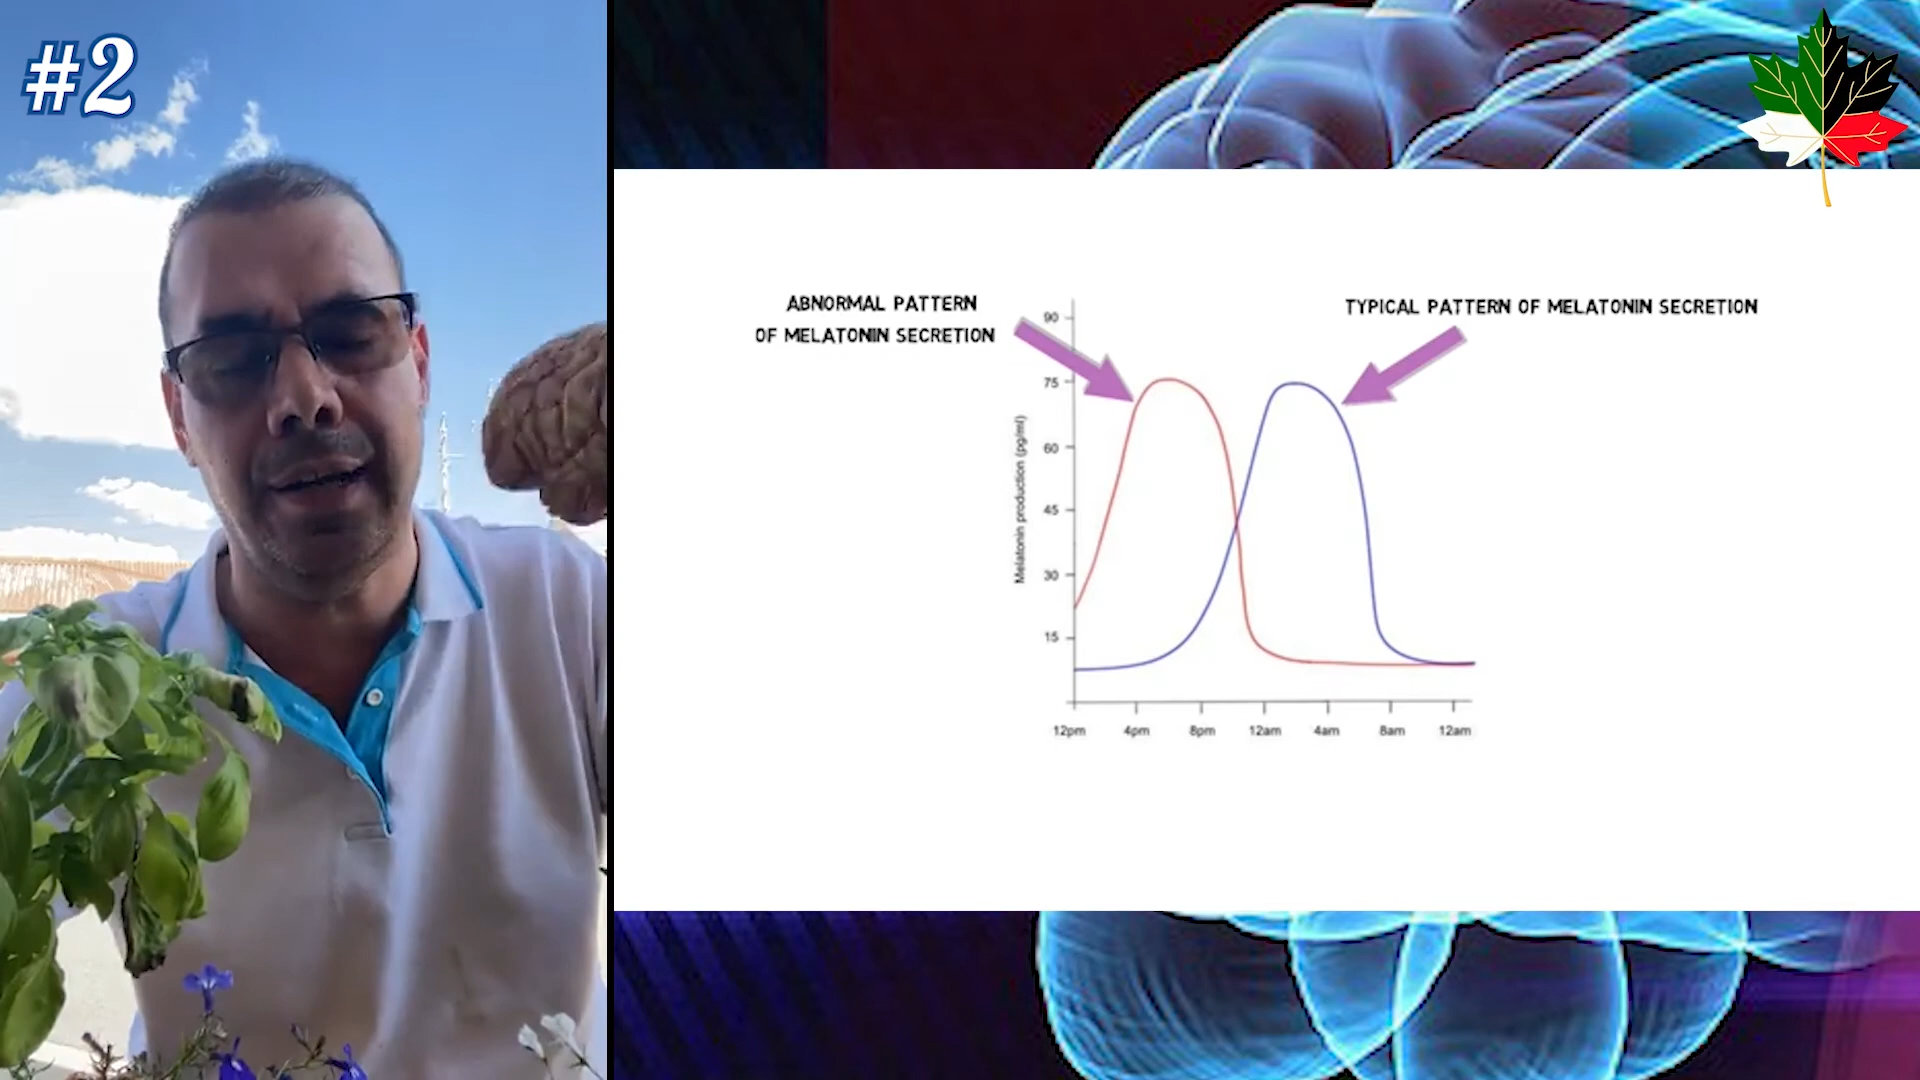 #2
ABNORMAL PATTERN
OF MELATONIN SECRETION
TYPICAL PATTERN OF MELATONIN SECRETION
Melatonin production (pg/ml)
90
75
60
45
30
15
12pm 4pm 8pm 12am 4am 8am 12am